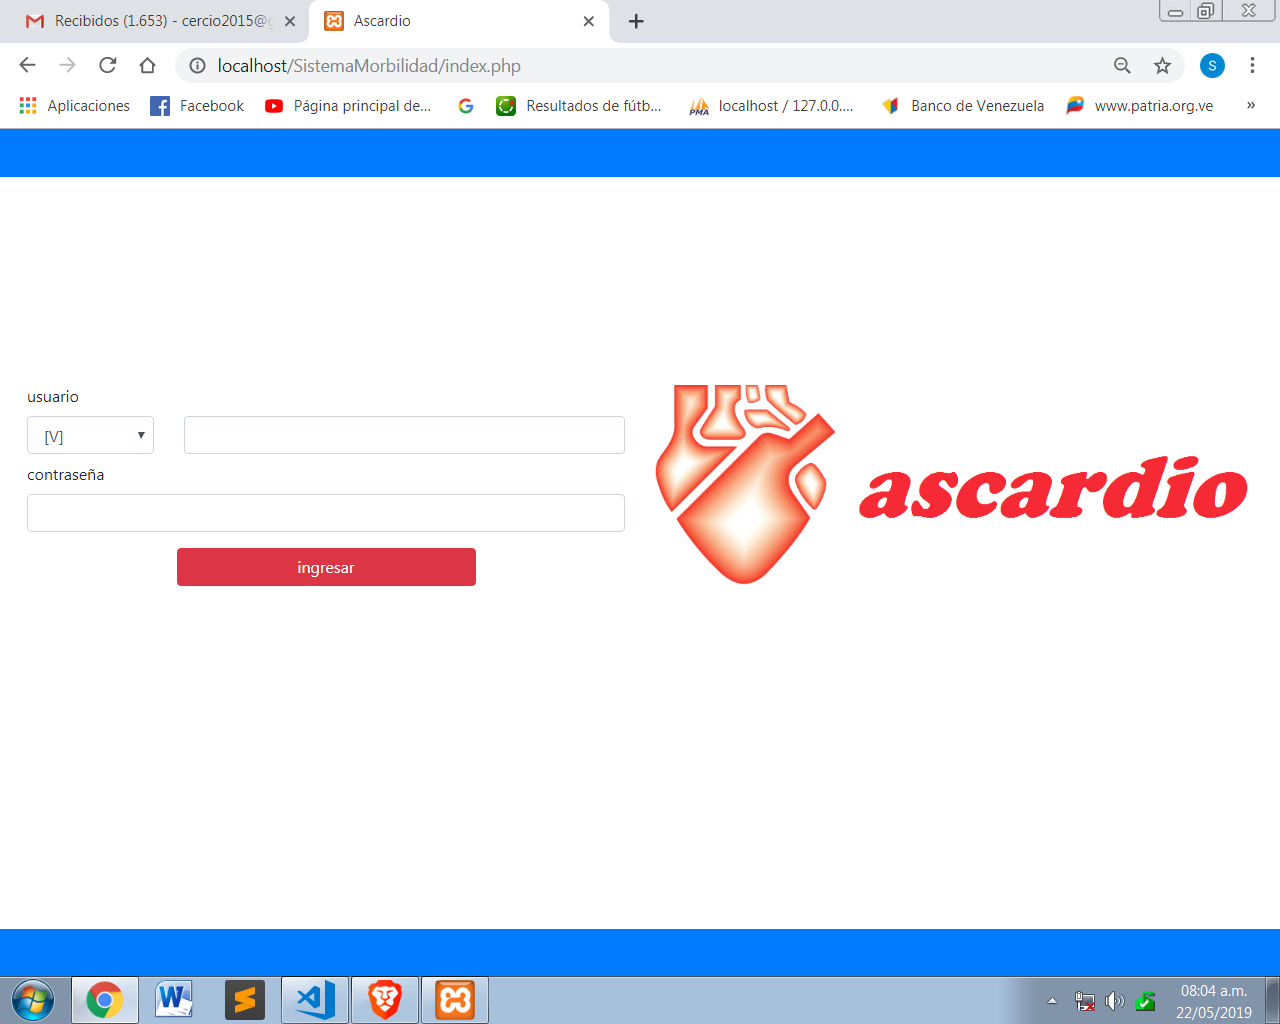 Recibidos (1.653) - cercio2015@
Ascardio
localhost/SistemaMorbilidad/index.php
S
Aplicaciones
Facebook
Página principal de...
Resultados de fútb...
PMA
localhost / 127.0.0....
Banco de Venezuela
www.patria.org.ve
»
usuario
[V]
contraseña
ingresar
ascardio
08:04 a.m.
22/05/2019